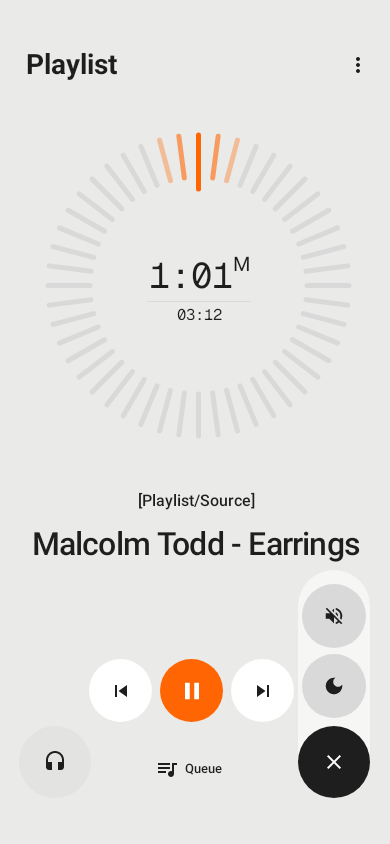 Playlist
1:01M
03:12
[Playlist/Source]
Malcolm Todd - Earrings
Queue